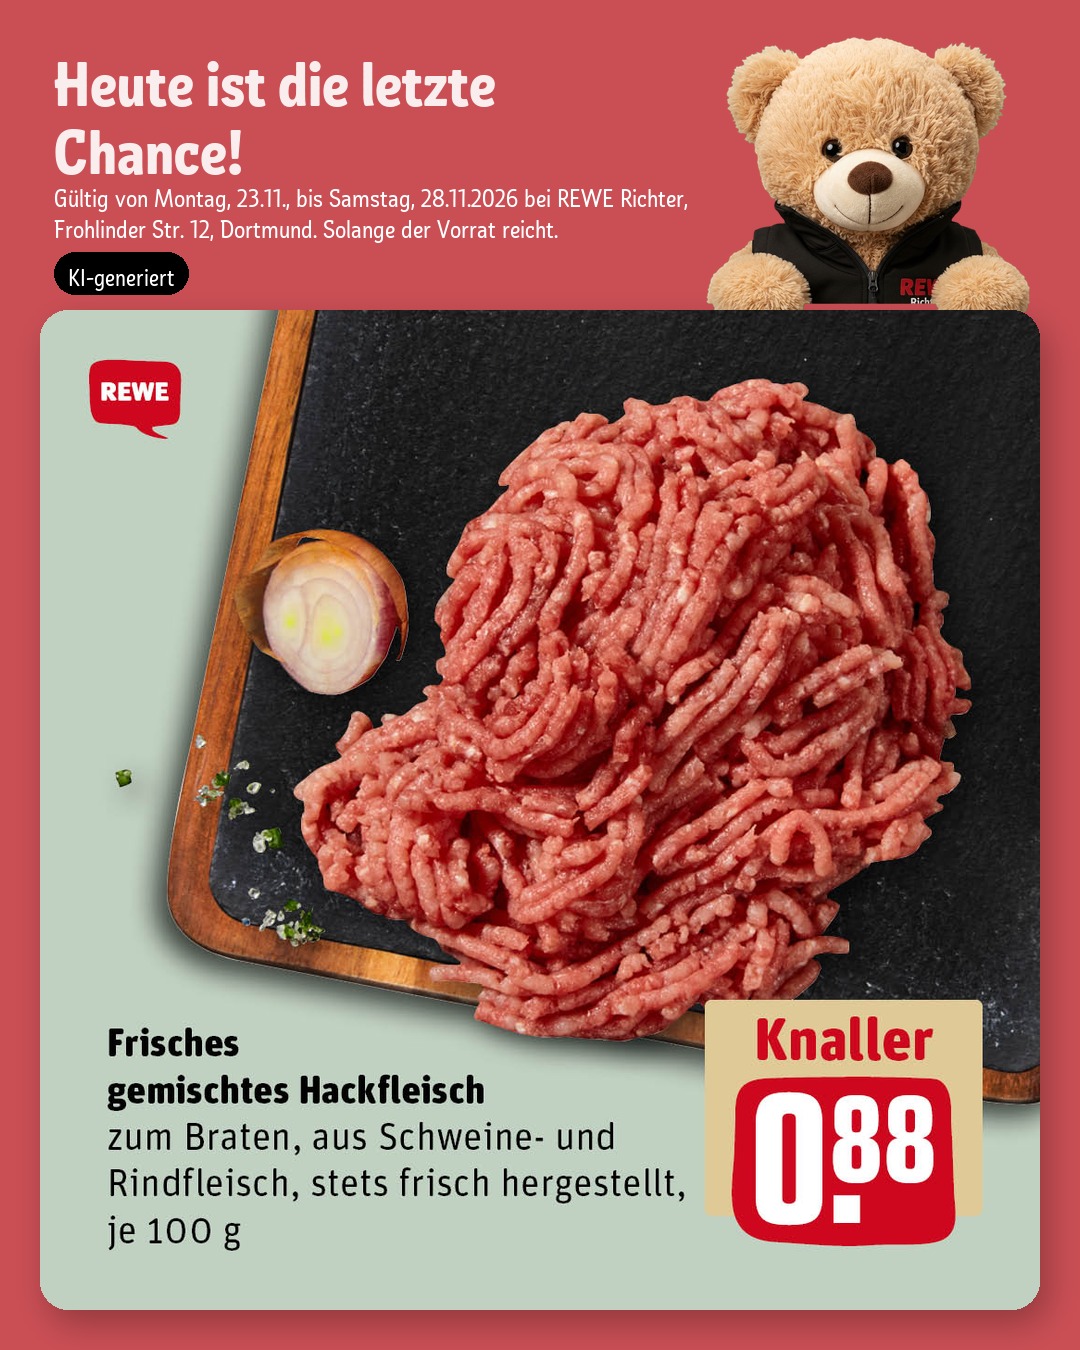 Heute ist die letzte
Chance!
Gültig von Montag, 23.11., bis Samstag, 28.11.2026 bei REWE Richter,
Frohlinder Str. 12, Dortmund. Solange der Vorrat reicht.
KI-generiert
REWE
Frisches
gemischtes Hackfleisch
zum Braten, aus Schweine- und
Rindfleisch, stets frisch hergestellt,
je 100 g
Knaller
0.88